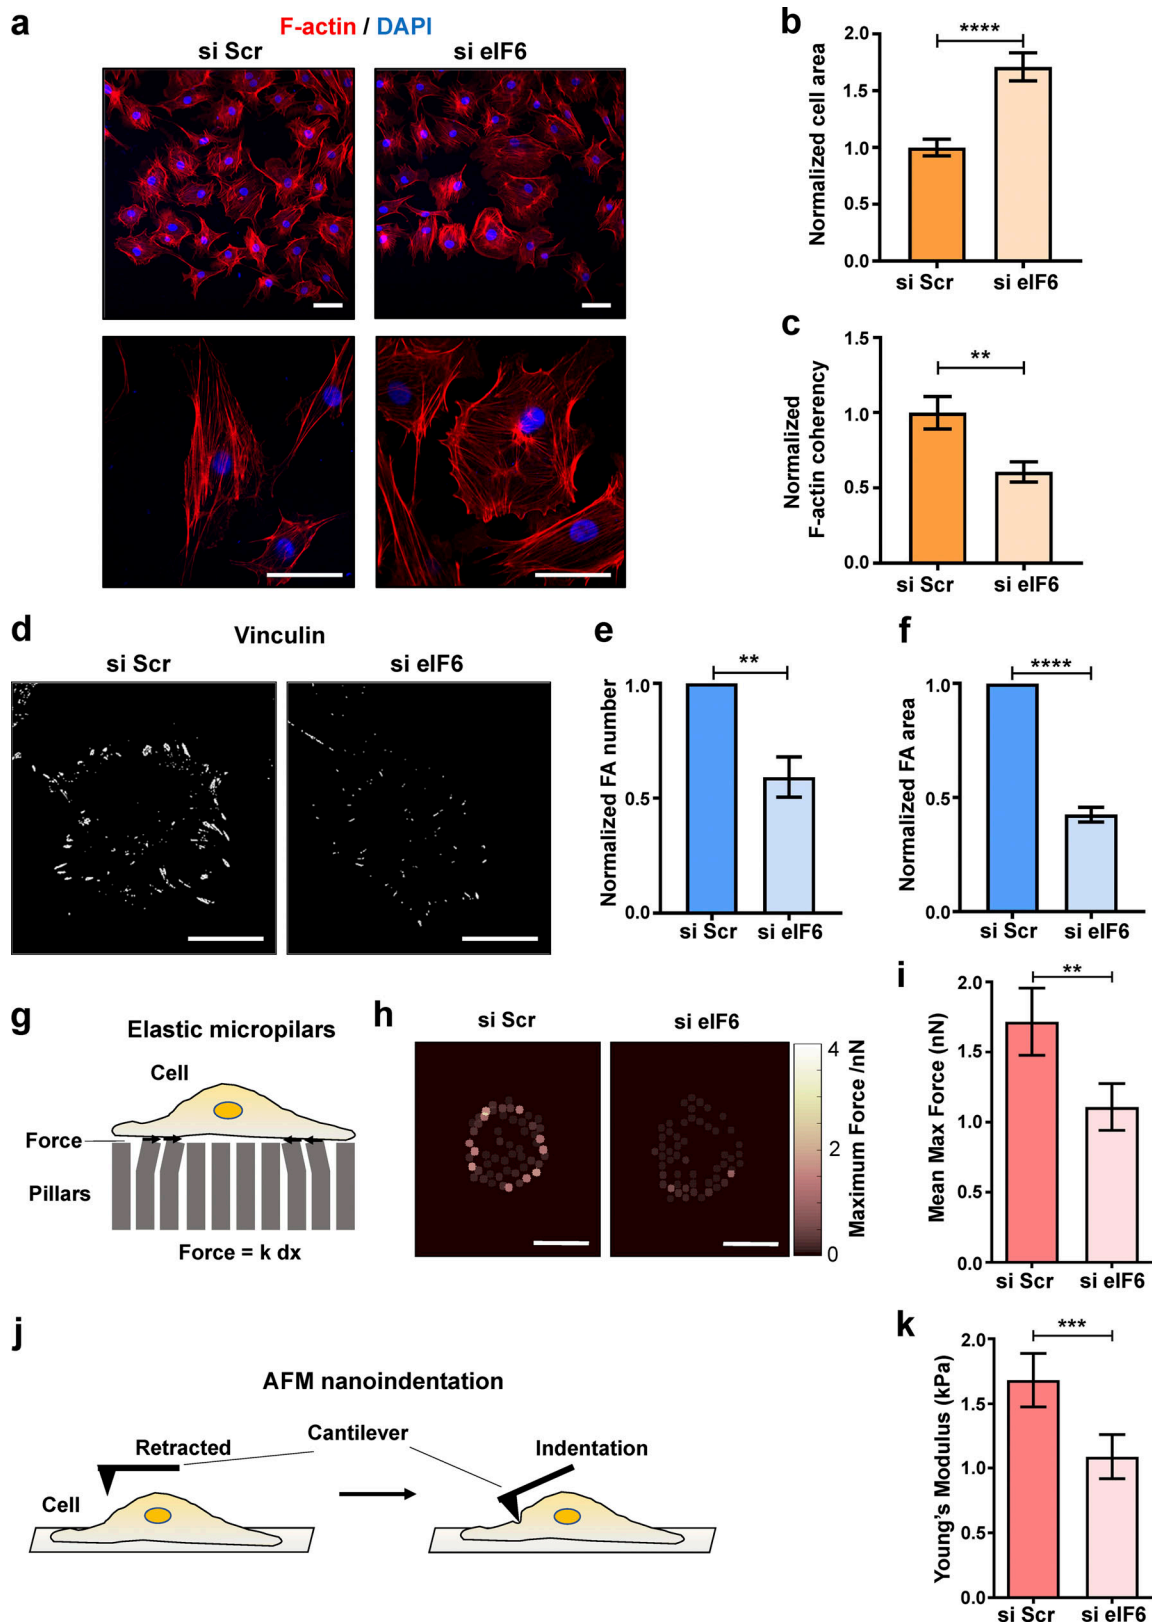 a
F-actin / DAPI
si Scr
si eIF6
b
Normalized cell area
2.0
1.5
1.0
0.5
0.0
****
si Scr
si eIF6
c
Normalized
F-actin coherency
1.5
1.0
0.5
0.0
**
si Scr
si eIF6
d
Vinculin
si Scr
si eIF6
e
Normalized FA number
1.0
0.5
0.0
**
si Scr
si eIF6
f
Normalized FA area
1.0
0.5
0.0
****
si Scr
si eIF6
g
Elastic micropilars
Cell
Force
Pillars
Force = k dx
h
si Scr
si eIF6
4
2
0
Maximum Force /nN
i
Mean Max Force (nN)
2.0
1.5
1.0
0.5
0.0
**
si Scr
si eIF6
j
AFM nanoindentation
Cantilever
Retracted
Indentation
Cell
k
Young's Modulus (kPa)
2.0
1.5
1.0
0.5
0.0
***
si Scr
si eIF6